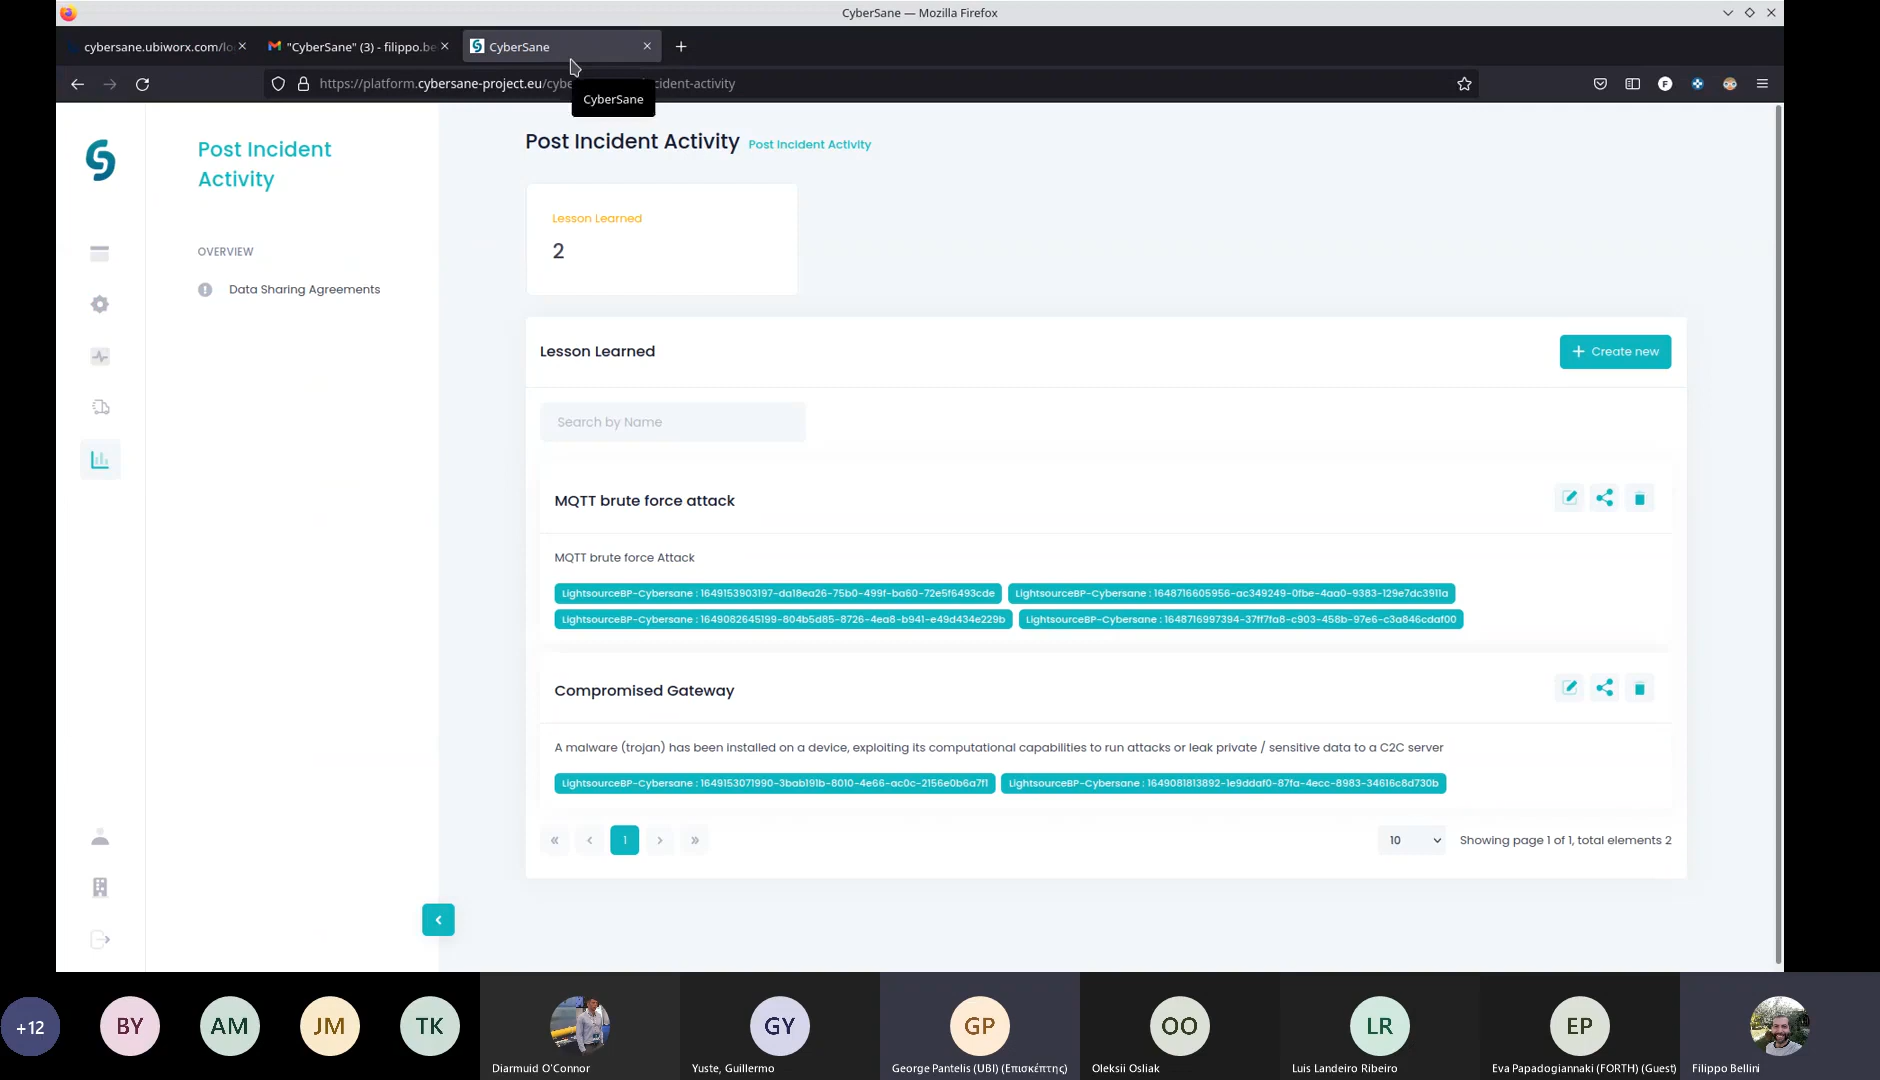 CyberSane — Mozilla Firefox
cybersane.ubiworx.com/lo
"CyberSane" (3) - filippo.be
CyberSane
https://platform.cybersane-project.eu/cybe
cident-activity
CyberSane
Post Incident
Activity
OVERVIEW
Data Sharing Agreements
Post Incident Activity Post Incident Activity
Lesson Learned
2
Lesson Learned
Create new
Search by Name
MQTT brute force attack
MQTT brute force Attack
LightsourceBP-Cybersane : 1649153903197-da18ea26-75b0-499f-ba60-72e5f6493cde LightsourceBP-Cybersane : 1648716605956-ac349249-0fbe-4aa0-9383-129e7dc3911a
LightsourceBP-Cybersane : 1649082645199-804b5d85-8726-4ea8-b941-e49d434e229b LightsourceBP-Cybersane : 1648716997394-37ff7fa8-c903-458b-97e6-c3a846cdaf00
Compromised Gateway
A malware (trojan) has been installed on a device, exploiting its computational capabilities to run attacks or leak private / sensitive data to a C2C server
LightsourceBP-Cybersane : 1649153071990-3bab191b-8010-4e66-ac0c-2156e0b6a7f1 LightsourceBP-Cybersane : 1649081813892-1e9ddaf0-87fa-4ecc-8983-34616c8d730b
« ‹ 1 › »
10
Showing page 1 of 1, total elements 2
+12
BY
AM
JM
TK
GY
GP
OO
LR
EP
Diarmuid O'Connor
Yuste, Guillermo
George Pantelis (UBI) (Επισκέπτης)
Oleksii Osliak
Luis Landeiro Ribeiro
Eva Papadogiannaki (FORTH) (Guest)
Filippo Bellini